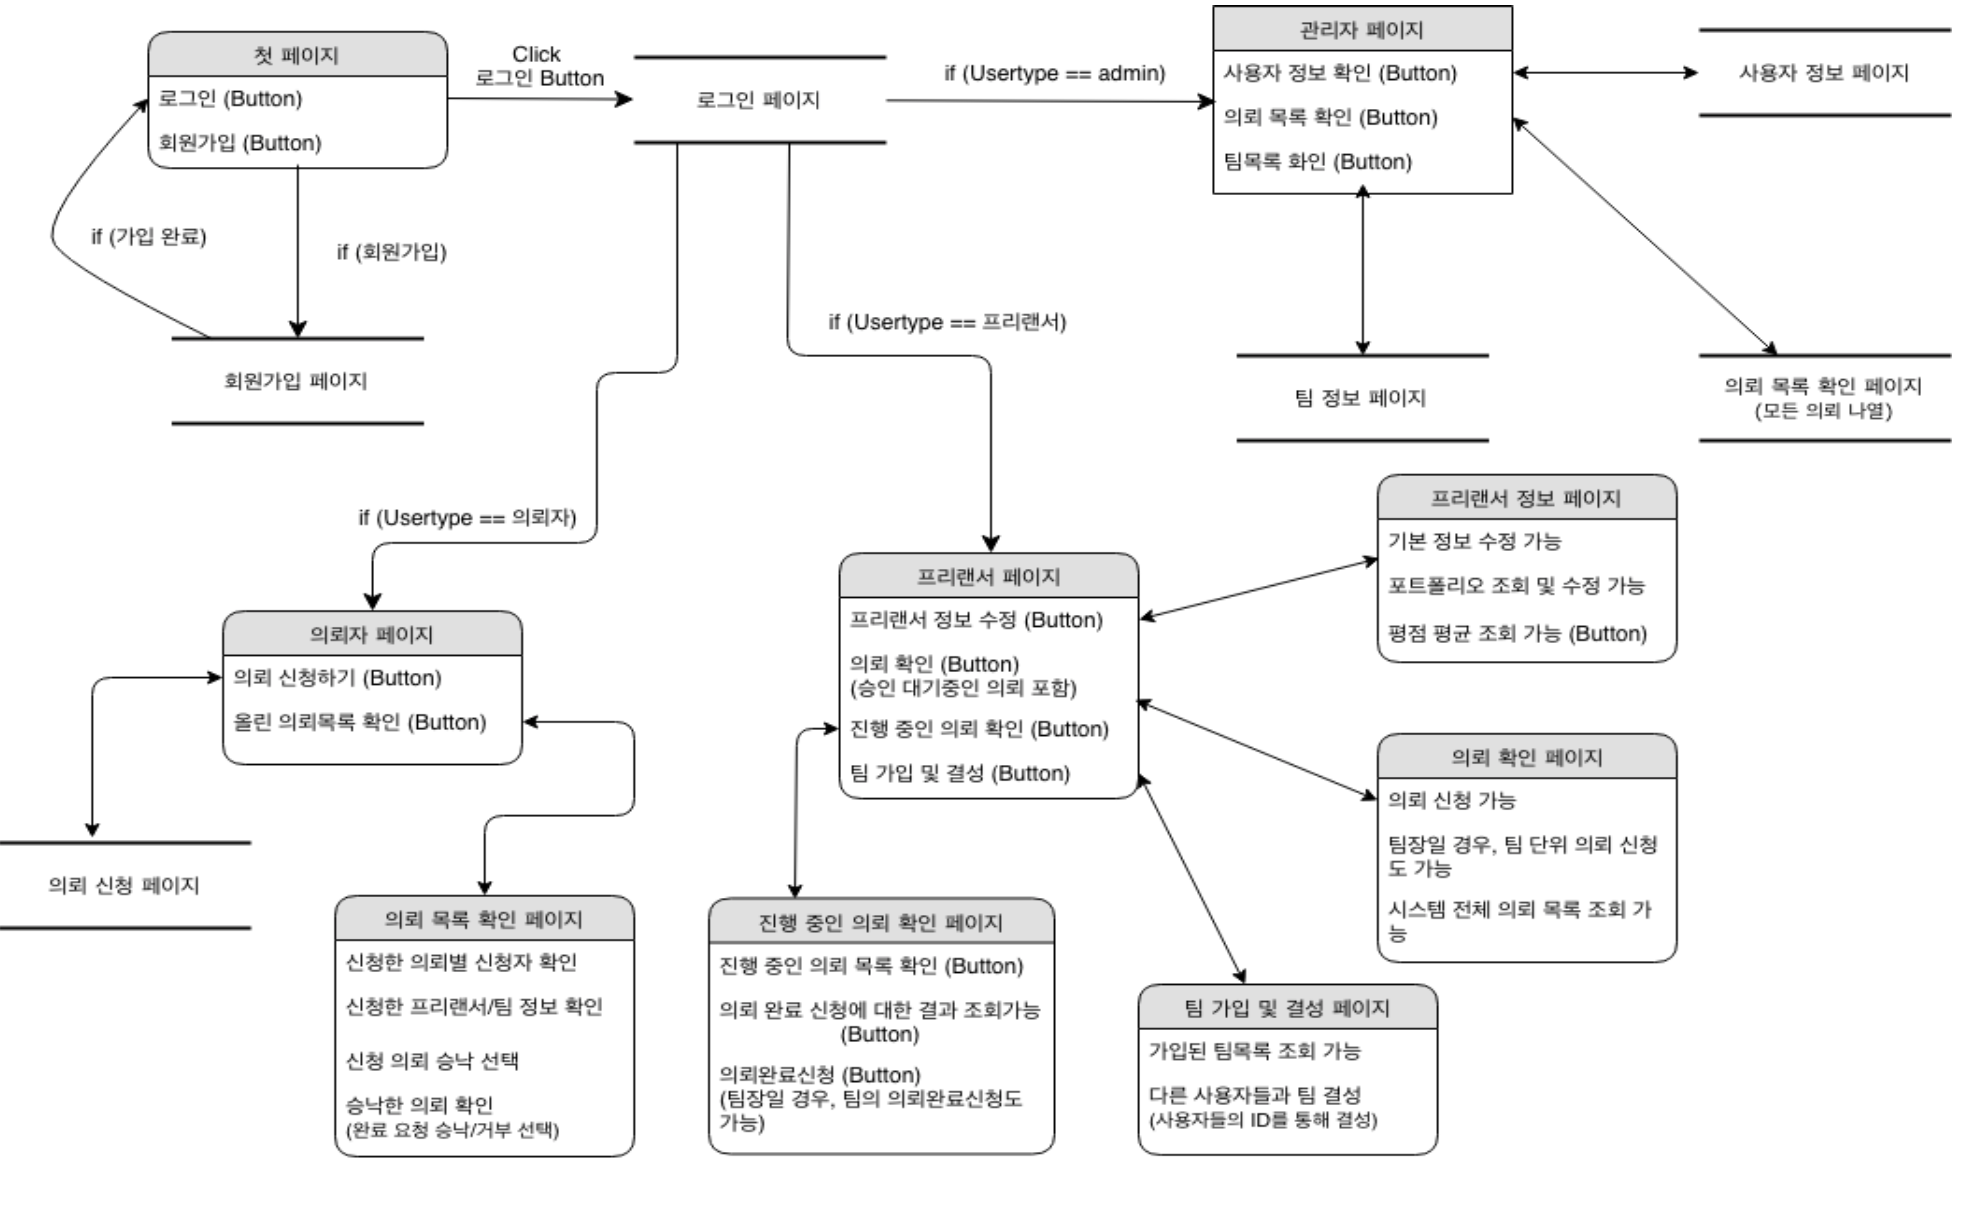 첫 페이지
로그인 (Button)
회원가입 (Button)
Click
로그인 Button
로그인 페이지
if (Usertype == admin)
관리자 페이지
사용자 정보 확인 (Button)
의뢰 목록 확인 (Button)
팀목록 화인 (Button)
사용자 정보 페이지
if (가입 완료)
if (회원가입)
회원가입 페이지
if (Usertype == 프리랜서)
팀 정보 페이지
의뢰 목록 확인 페이지
(모든 의뢰 나열)
if (Usertype == 의뢰자)
의뢰자 페이지
의뢰 신청하기 (Button)
올린 의뢰목록 확인 (Button)
의뢰 신청 페이지
의뢰 목록 확인 페이지
신청한 의뢰별 신청자 확인
신청한 프리랜서/팀 정보 확인
신청 의뢰 승낙 선택
승낙한 의뢰 확인
(완료 요청 승낙/거부 선택)
프리랜서 페이지
프리랜서 정보 수정 (Button)
의뢰 확인 (Button)
(승인 대기중인 의뢰 포함)
진행 중인 의뢰 확인 (Button)
팀 가입 및 결성 (Button)
프리랜서 정보 페이지
기본 정보 수정 가능
포트폴리오 조회 및 수정 가능
평점 평균 조회 가능 (Button)
의뢰 확인 페이지
의뢰 신청 가능
팀장일 경우, 팀 단위 의뢰 신청
도 가능
시스템 전체 의뢰 목록 조회 가
능
진행 중인 의뢰 확인 페이지
진행 중인 의뢰 목록 확인 (Button)
의뢰 완료 신청에 대한 결과 조회가능
(Button)
의뢰완료신청 (Button)
(팀장일 경우, 팀의 의뢰완료신청도
가능)
팀 가입 및 결성 페이지
가입된 팀목록 조회 가능
다른 사용자들과 팀 결성
(사용자들의 ID를 통해 결성)